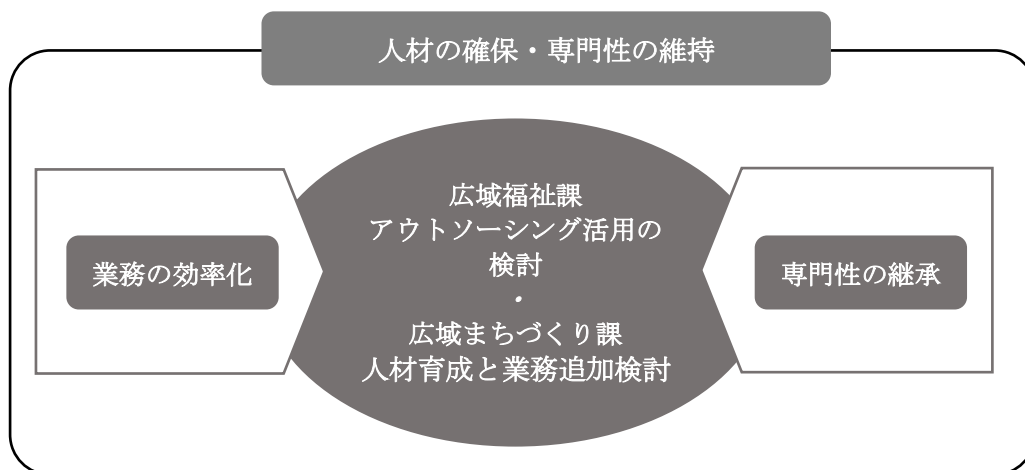 人材の確保・専門性の維持
業務の効率化
広域福祉課
アウトソーシング活用の
検討
・
広域まちづくり課
人材育成と業務追加検討
専門性の継承